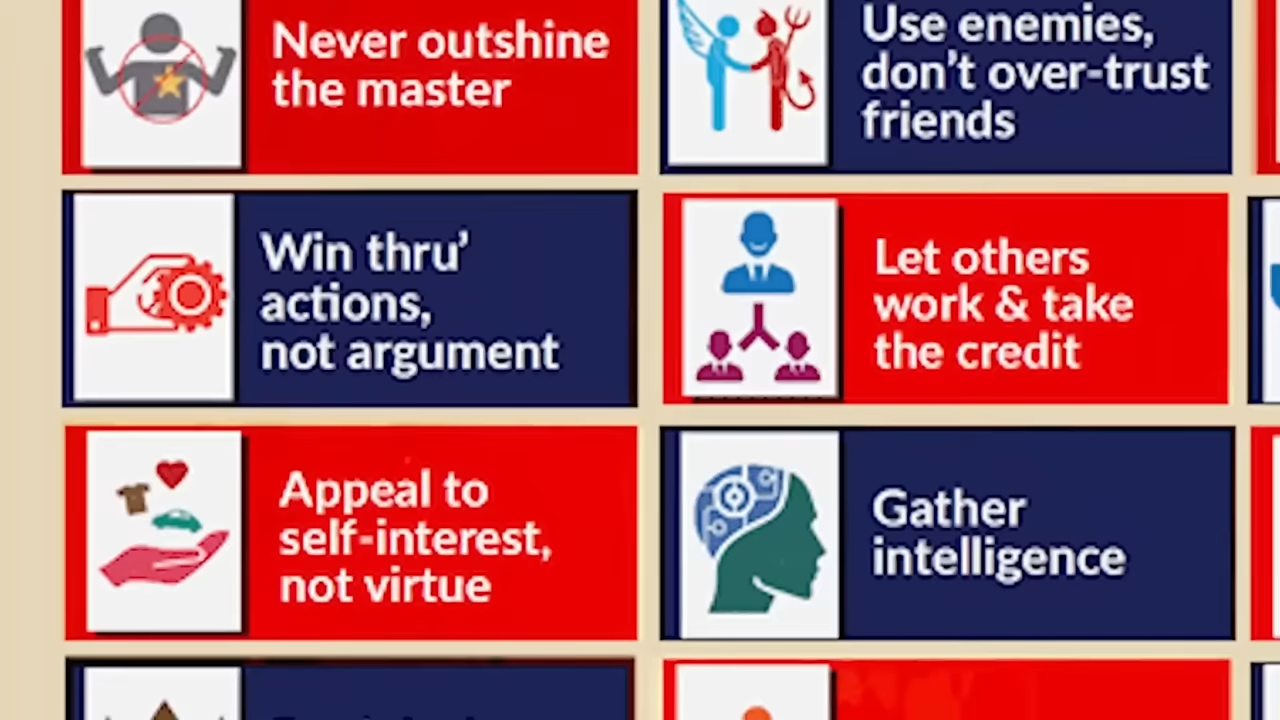 Never outshine
the master
Use enemies,
don't over-trust
friends
Win thru'
actions,
not argument
Let others
work & take
the credit
Appeal to
self-interest,
not virtue
Gather
intelligence